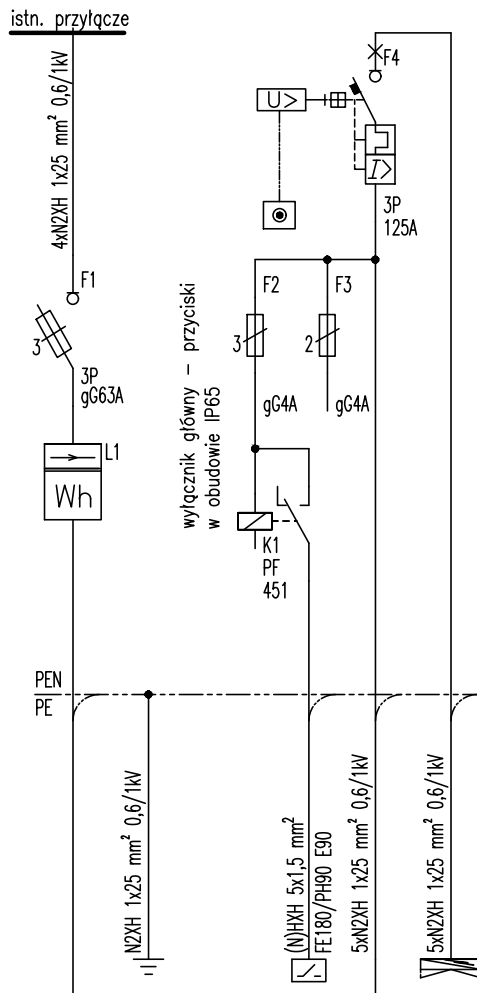 istn. przyłącze
4xN2XH 1x25 mm² 0,6/1kV
F1
3
3P
gG63A
L1
Wh
F4
U>
I>
3P
125A
wyłącznik główny - przyciski
w obudowie IP65
F2
F3
3
2
gG4A
gG4A
K1
PF
451
PEN
PE
N2XH 1x25 mm² 0,6/1kV
(N)HXH 5x1,5 mm²
FE180/PH90 E90
5xN2XH 1x25 mm² 0,6/1kV
5xN2XH 1x25 mm² 0,6/1kV